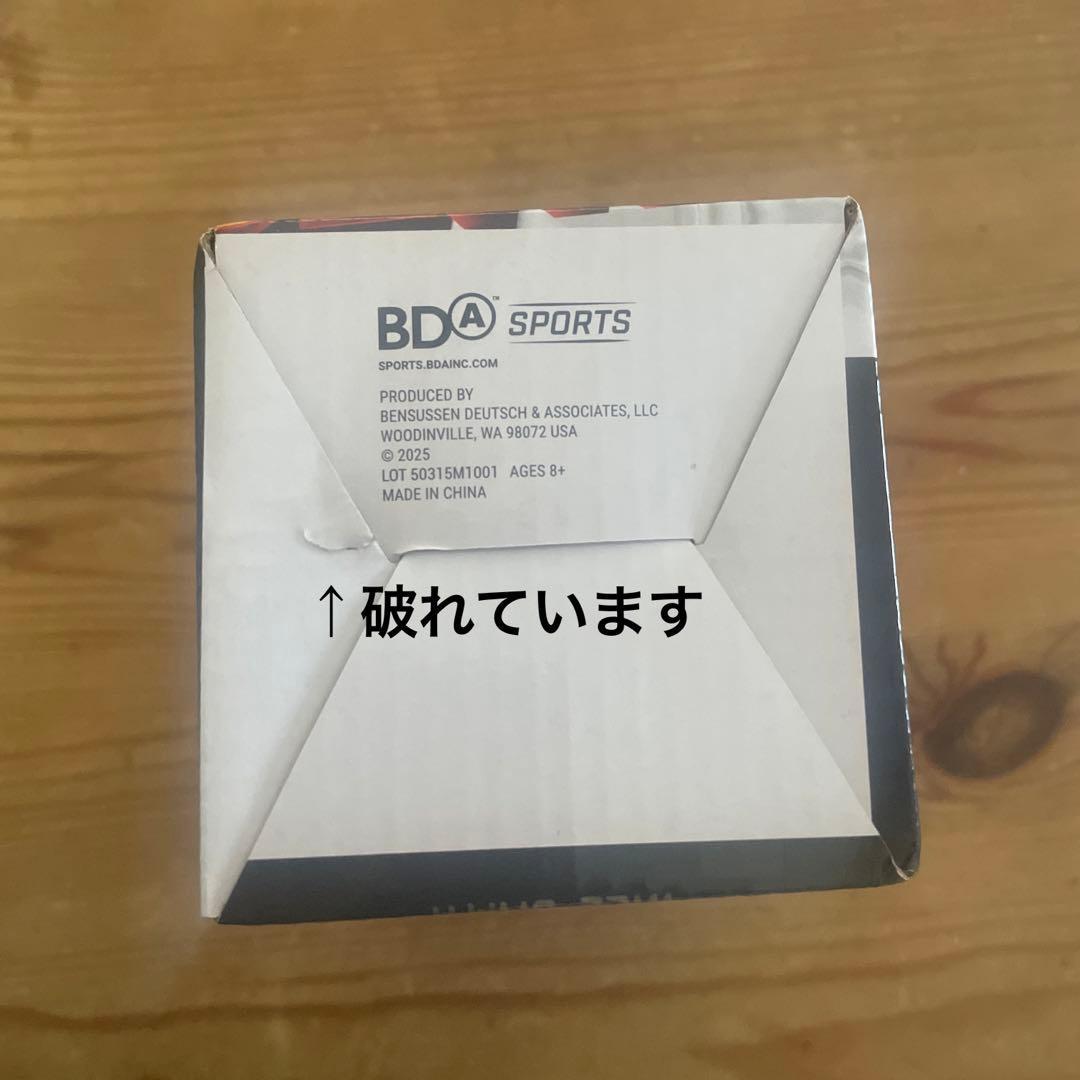 BDA™ SPORTS
SPORTS.BDAINC.COM
PRODUCED BY
BENSUSSEN DEUTSCH & ASSOCIATES, LLC
WOODINVILLE, WA 98072 USA
© 2025
LOT 50315M1001 AGES 8+
MADE IN CHINA
↑破れています